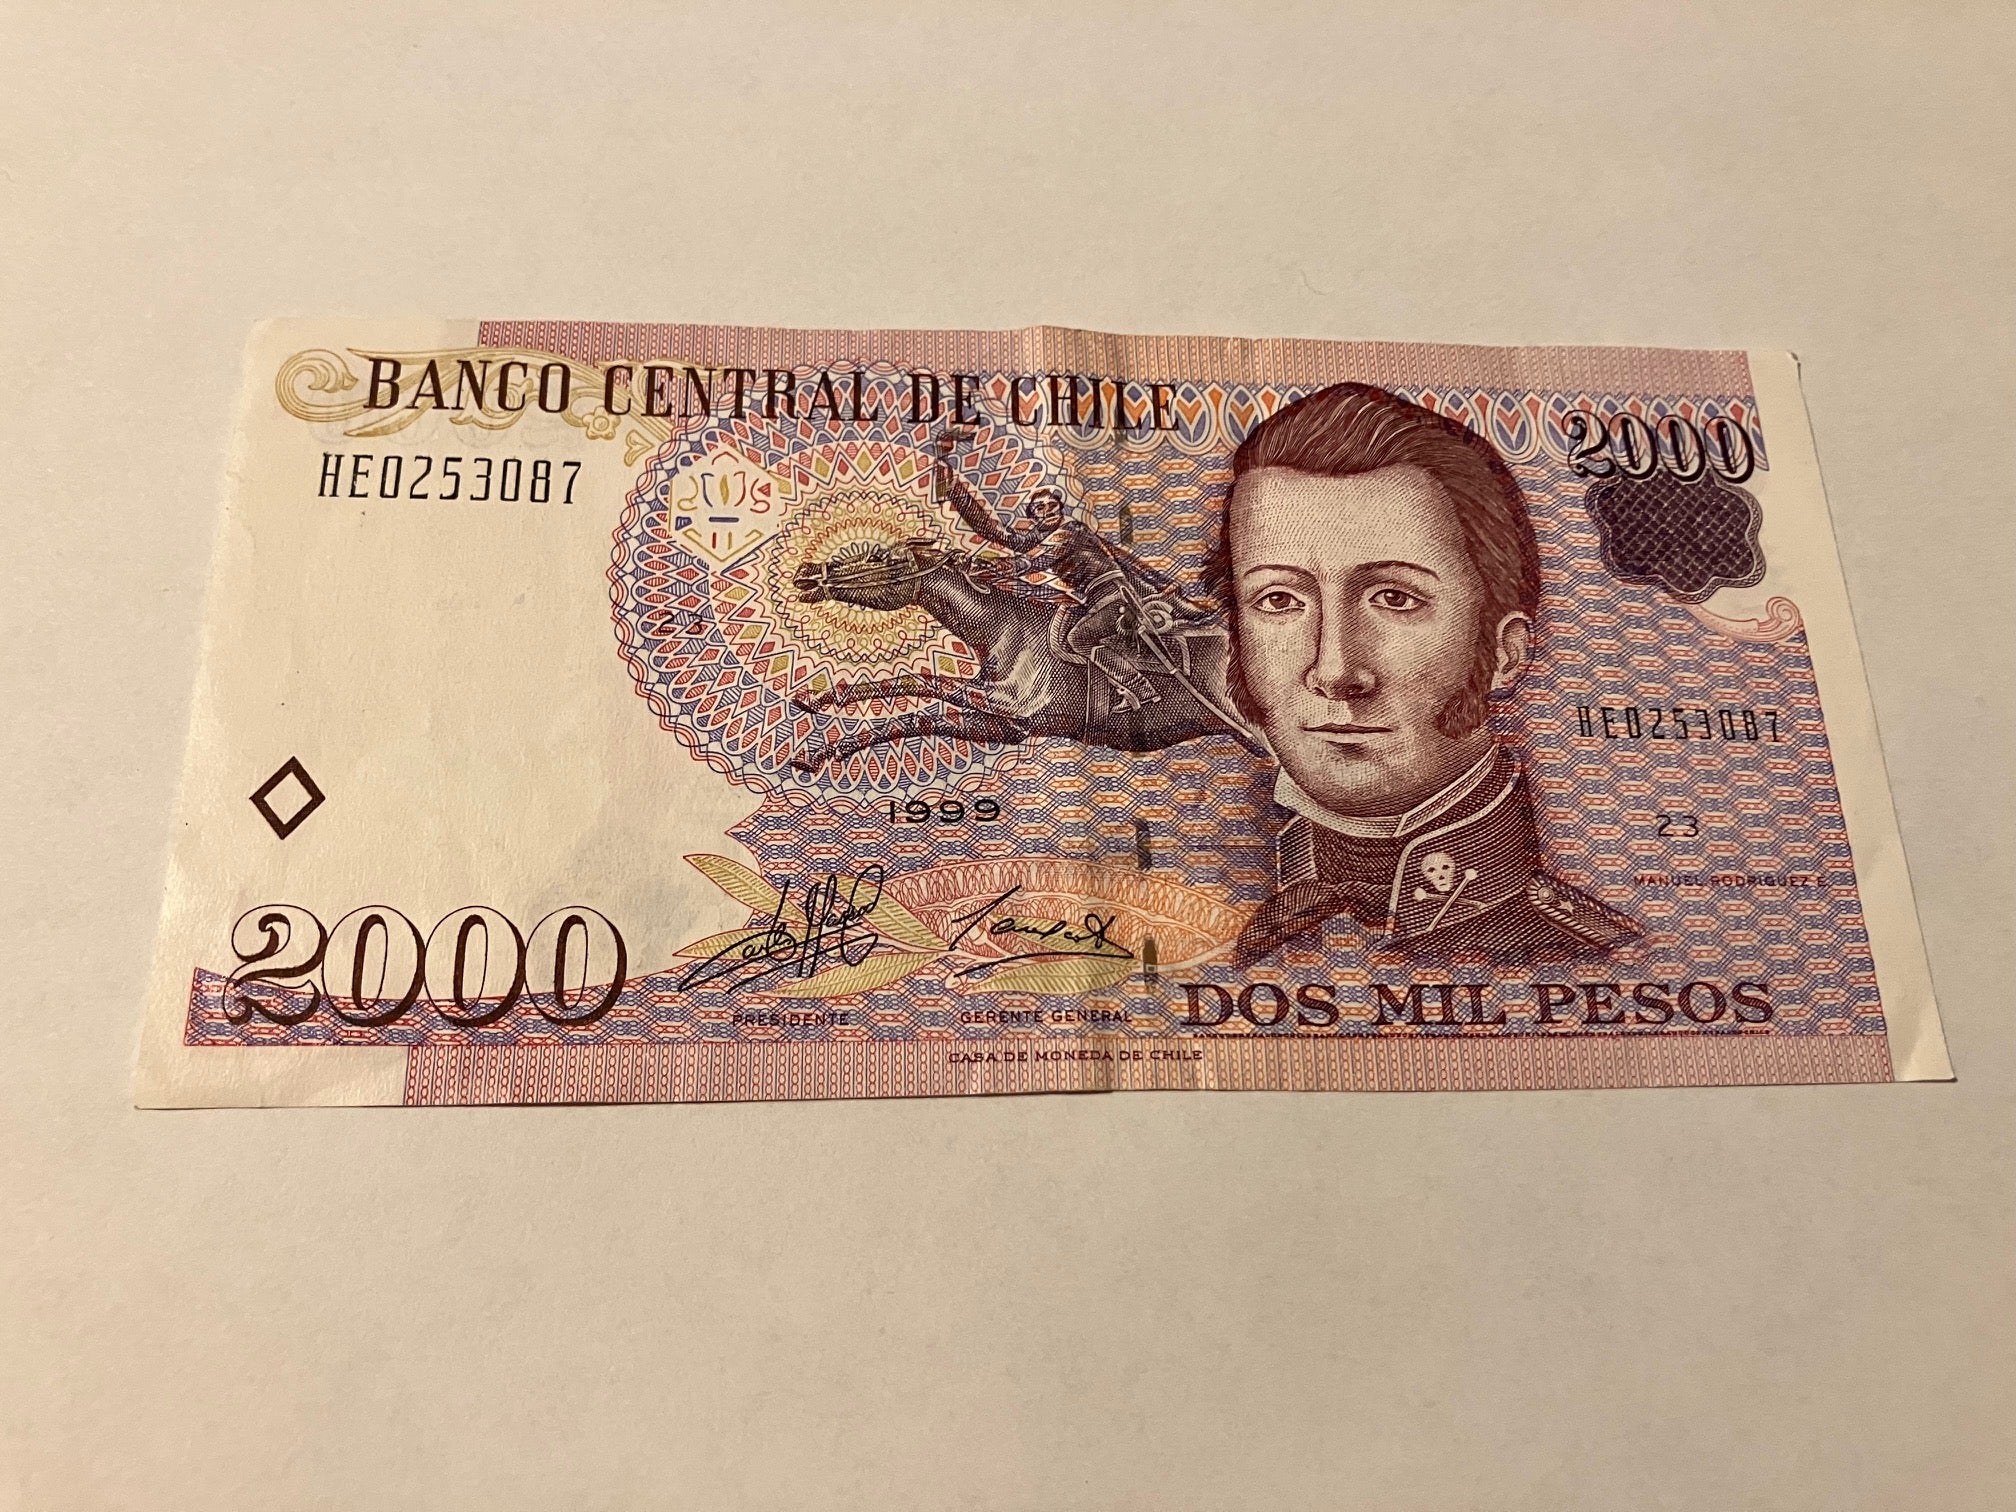 BANCO CENTRAL DE CHILE
2000
HE0253087
23
HE0253087
1999
23
MANUEL RODRIGUEZ E.
2000
PRESIDENTE
GERENTE GENERAL
DOS MIL PESOS
CASA DE MONEDA DE CHILE